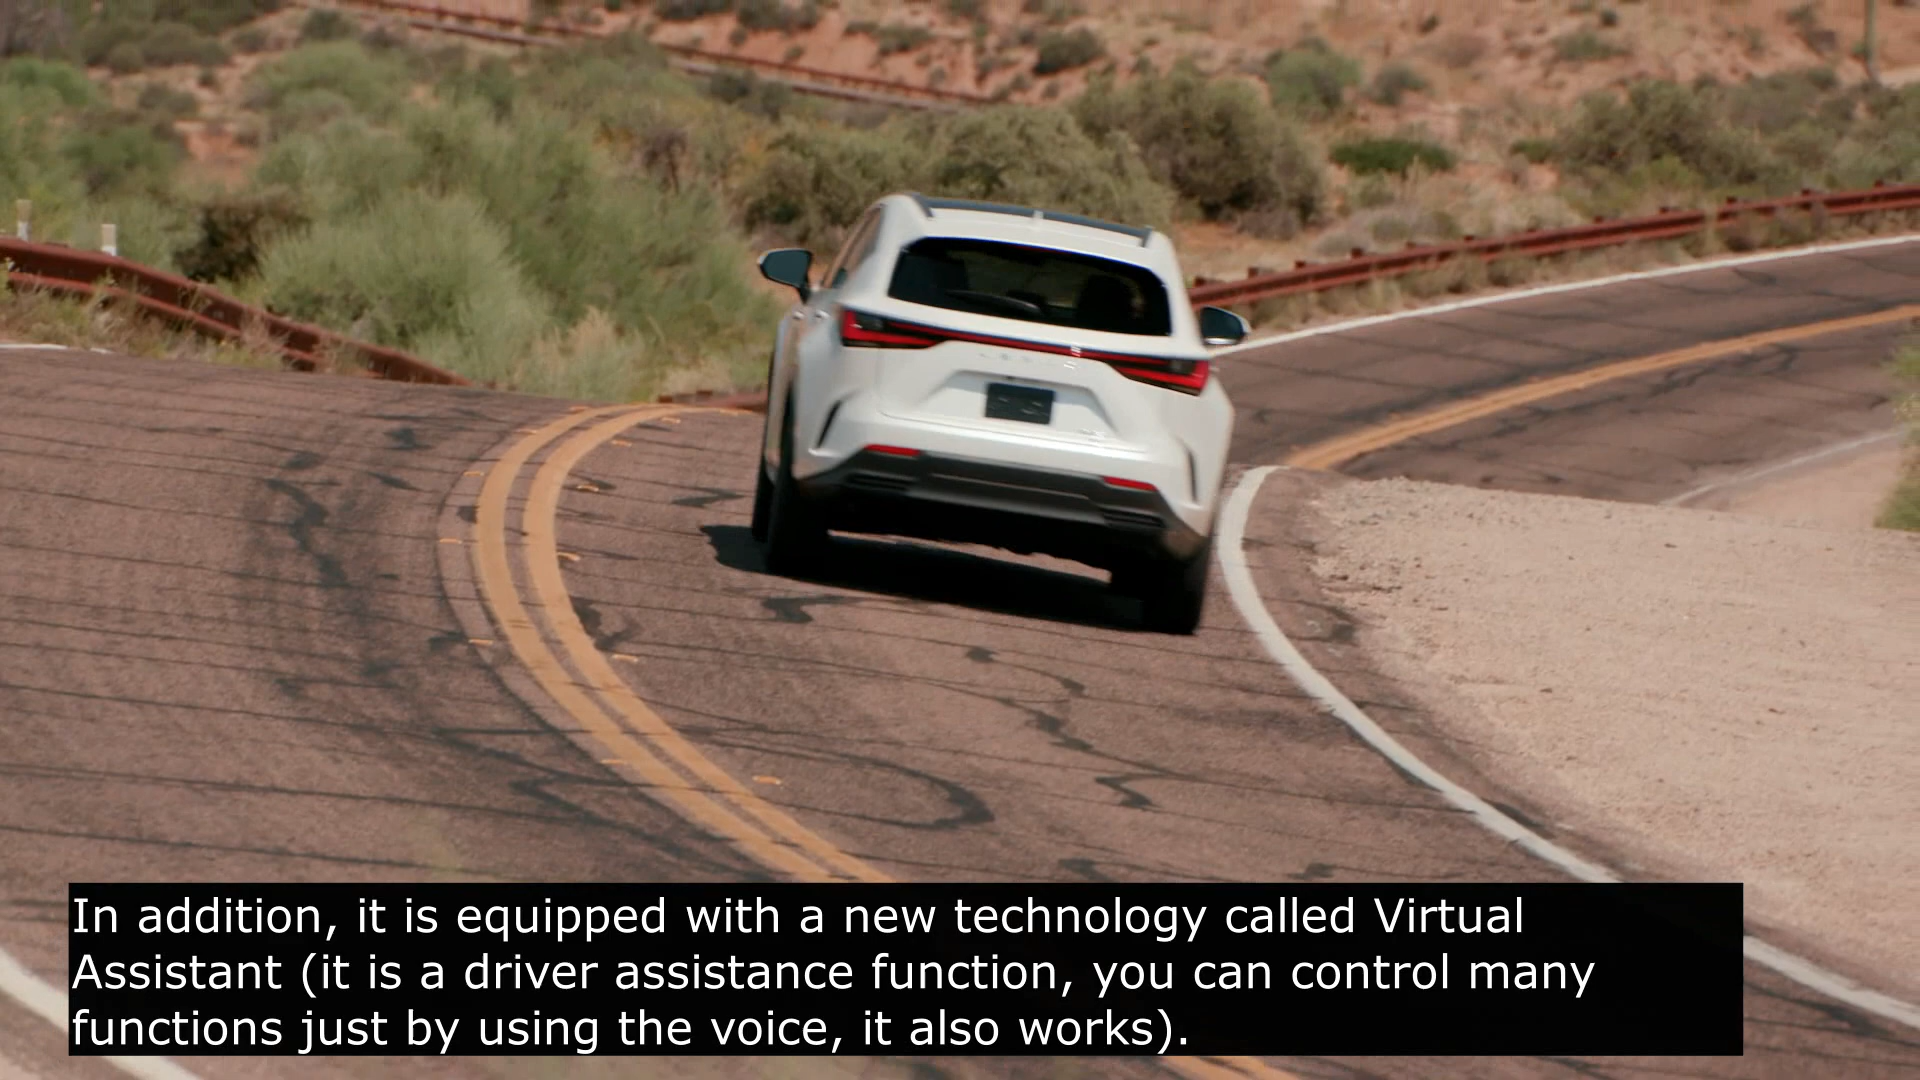 In addition, it is equipped with a new technology called Virtual
Assistant (it is a driver assistance function, you can control many
functions just by using the voice, it also works).